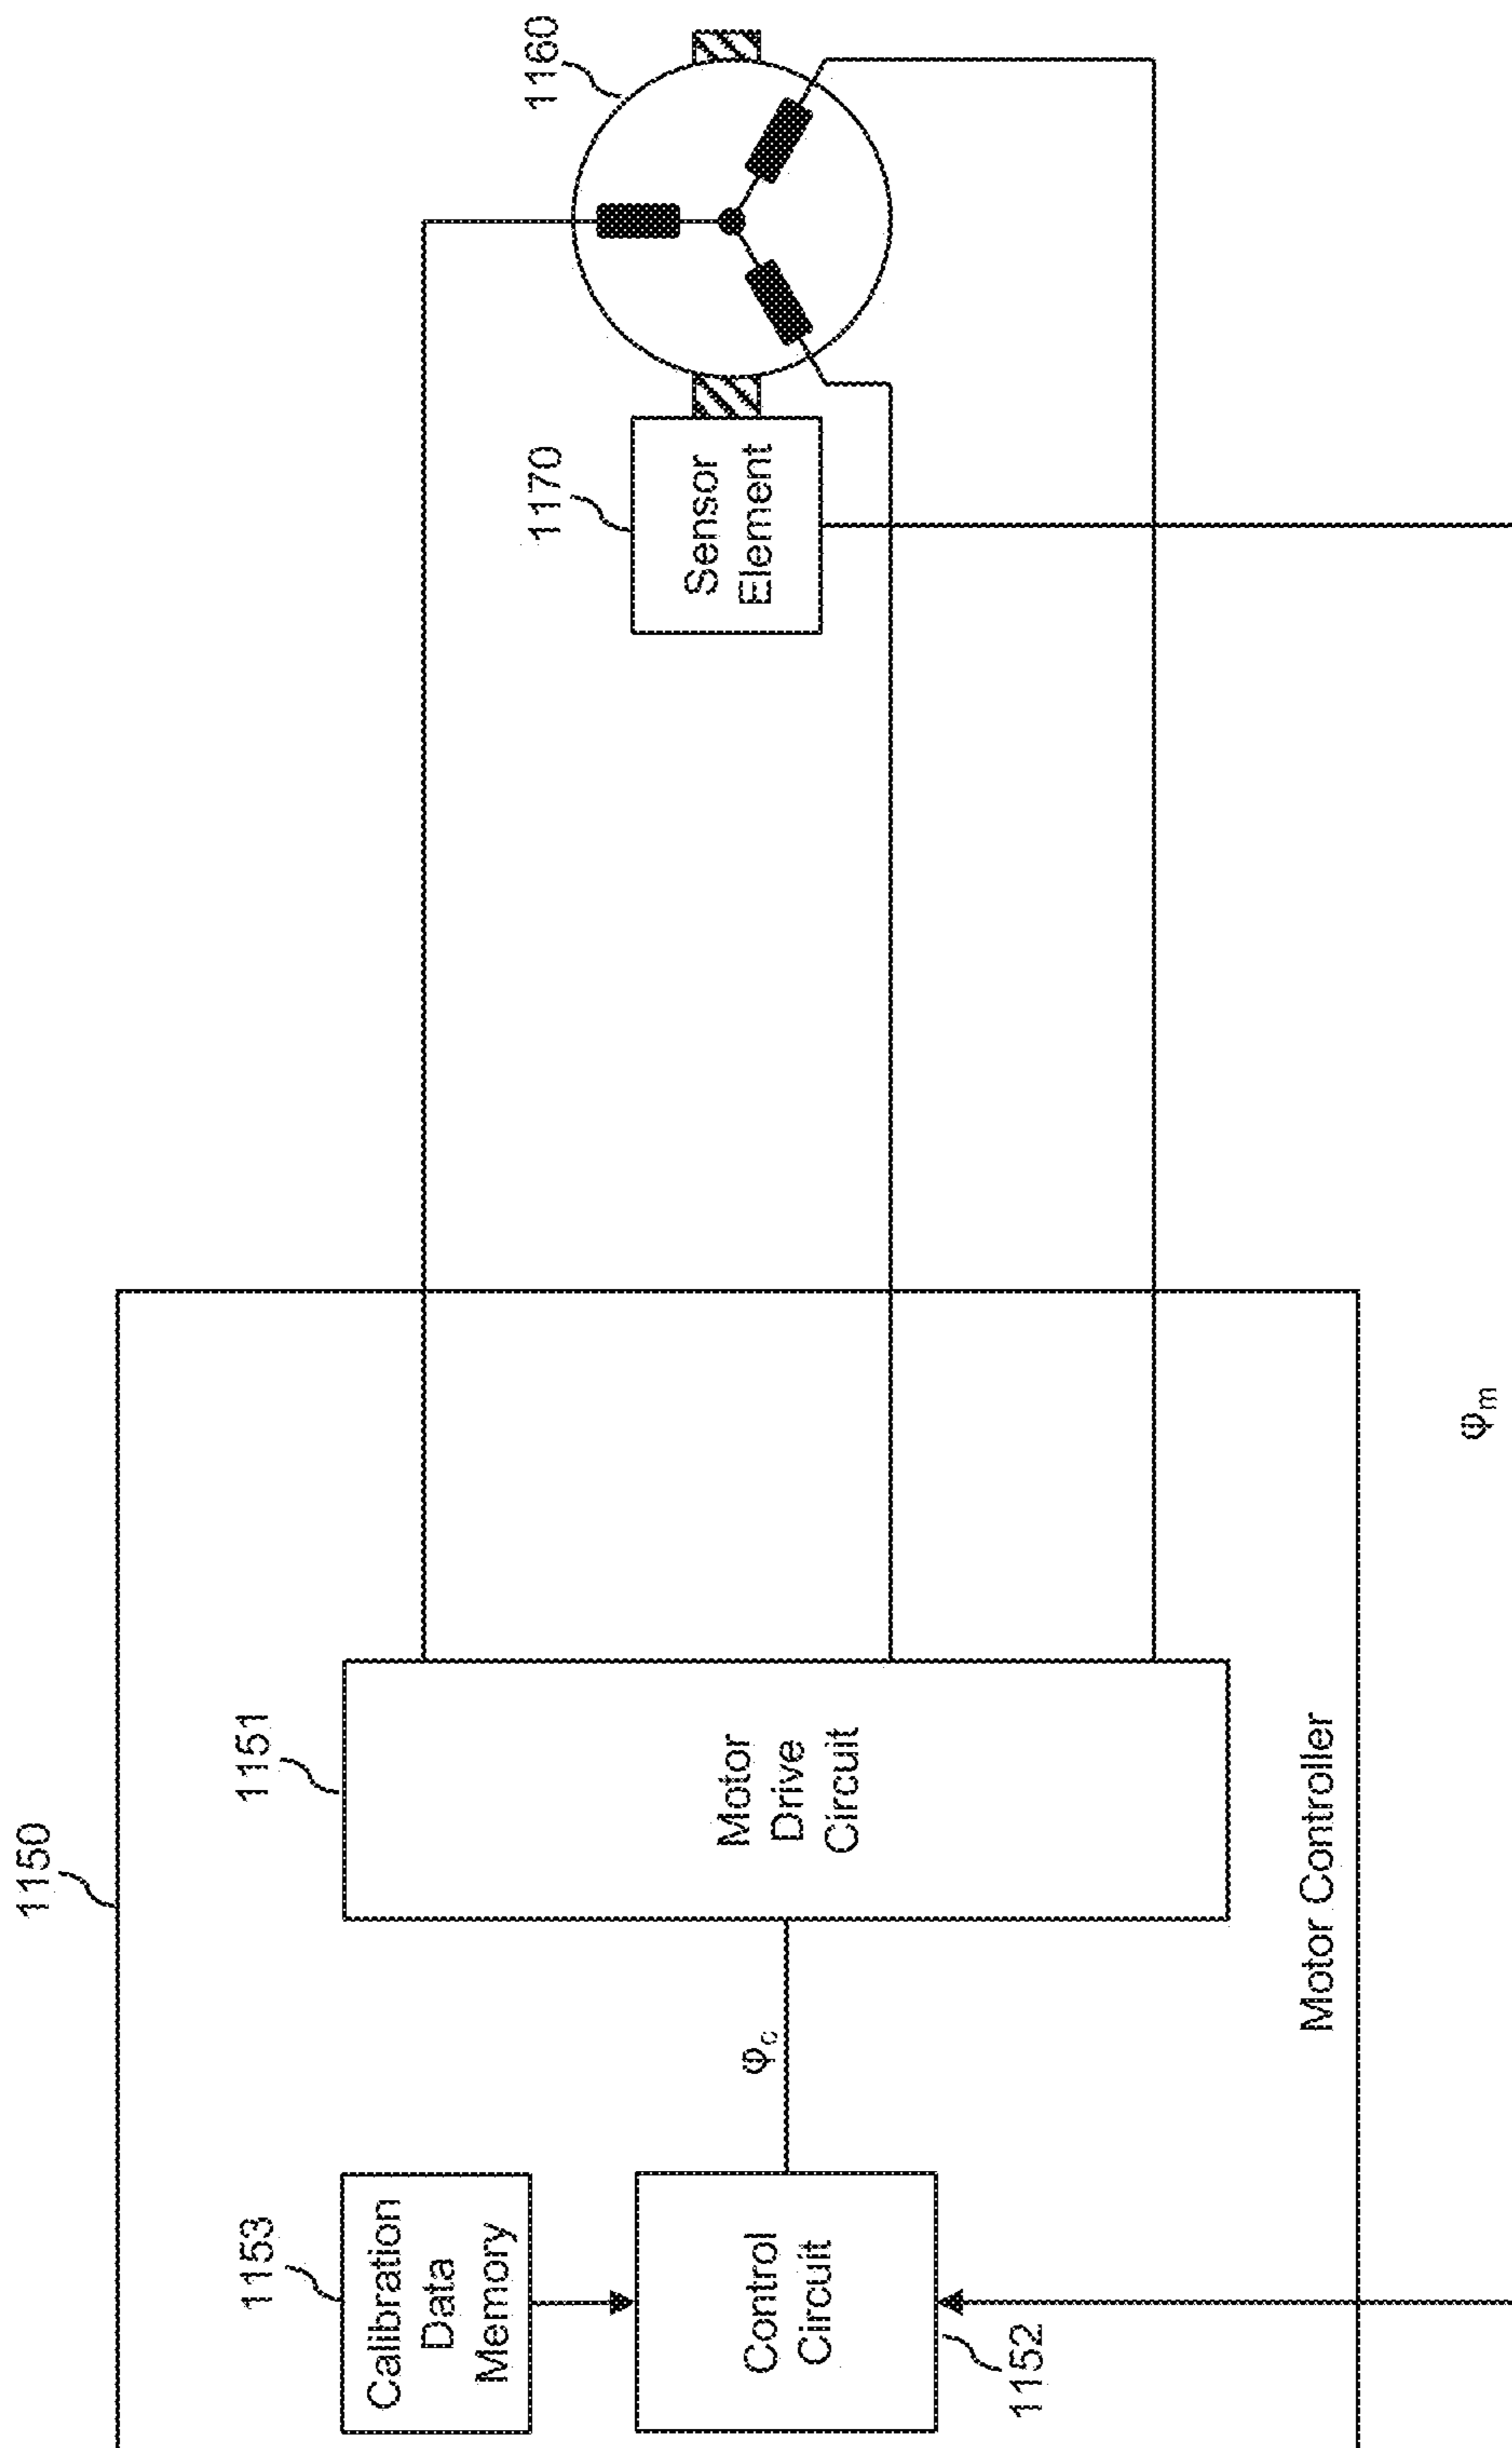 1150
1153
Calibration
Data
Memory
Control
Circuit
1152
φc
1151
Motor
Drive
Circuit
Motor Controller
φm
1170
Sensor
Element
1160